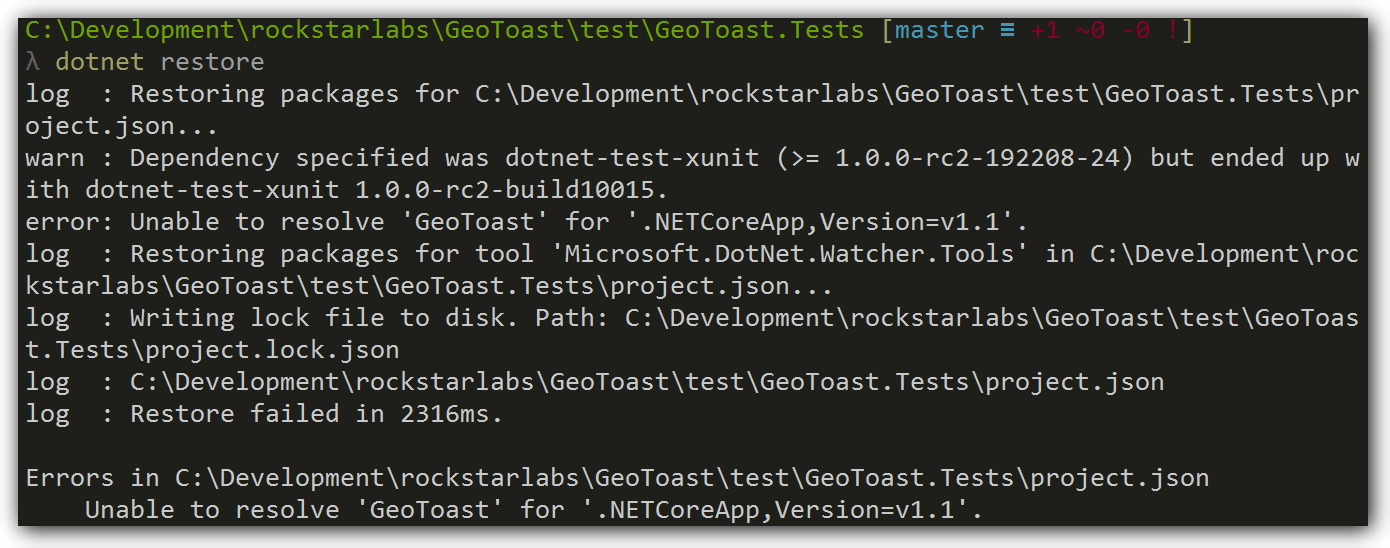 C:\Development\rockstarlabs\GeoToast\test\GeoToast.Tests [master ≡ +1 ~0 -0 !]
λ dotnet restore
log  : Restoring packages for C:\Development\rockstarlabs\GeoToast\test\GeoToast.Tests\pr
oject.json...
warn : Dependency specified was dotnet-test-xunit (>= 1.0.0-rc2-192208-24) but ended up w
ith dotnet-test-xunit 1.0.0-rc2-build10015.
error: Unable to resolve 'GeoToast' for '.NETCoreApp,Version=v1.1'.
log  : Restoring packages for tool 'Microsoft.DotNet.Watcher.Tools' in C:\Development\roc
kstarlabs\GeoToast\test\GeoToast.Tests\project.json...
log  : Writing lock file to disk. Path: C:\Development\rockstarlabs\GeoToast\test\GeoToas
t.Tests\project.lock.json
log  : C:\Development\rockstarlabs\GeoToast\test\GeoToast.Tests\project.json
log  : Restore failed in 2316ms.

Errors in C:\Development\rockstarlabs\GeoToast\test\GeoToast.Tests\project.json
    Unable to resolve 'GeoToast' for '.NETCoreApp,Version=v1.1'.